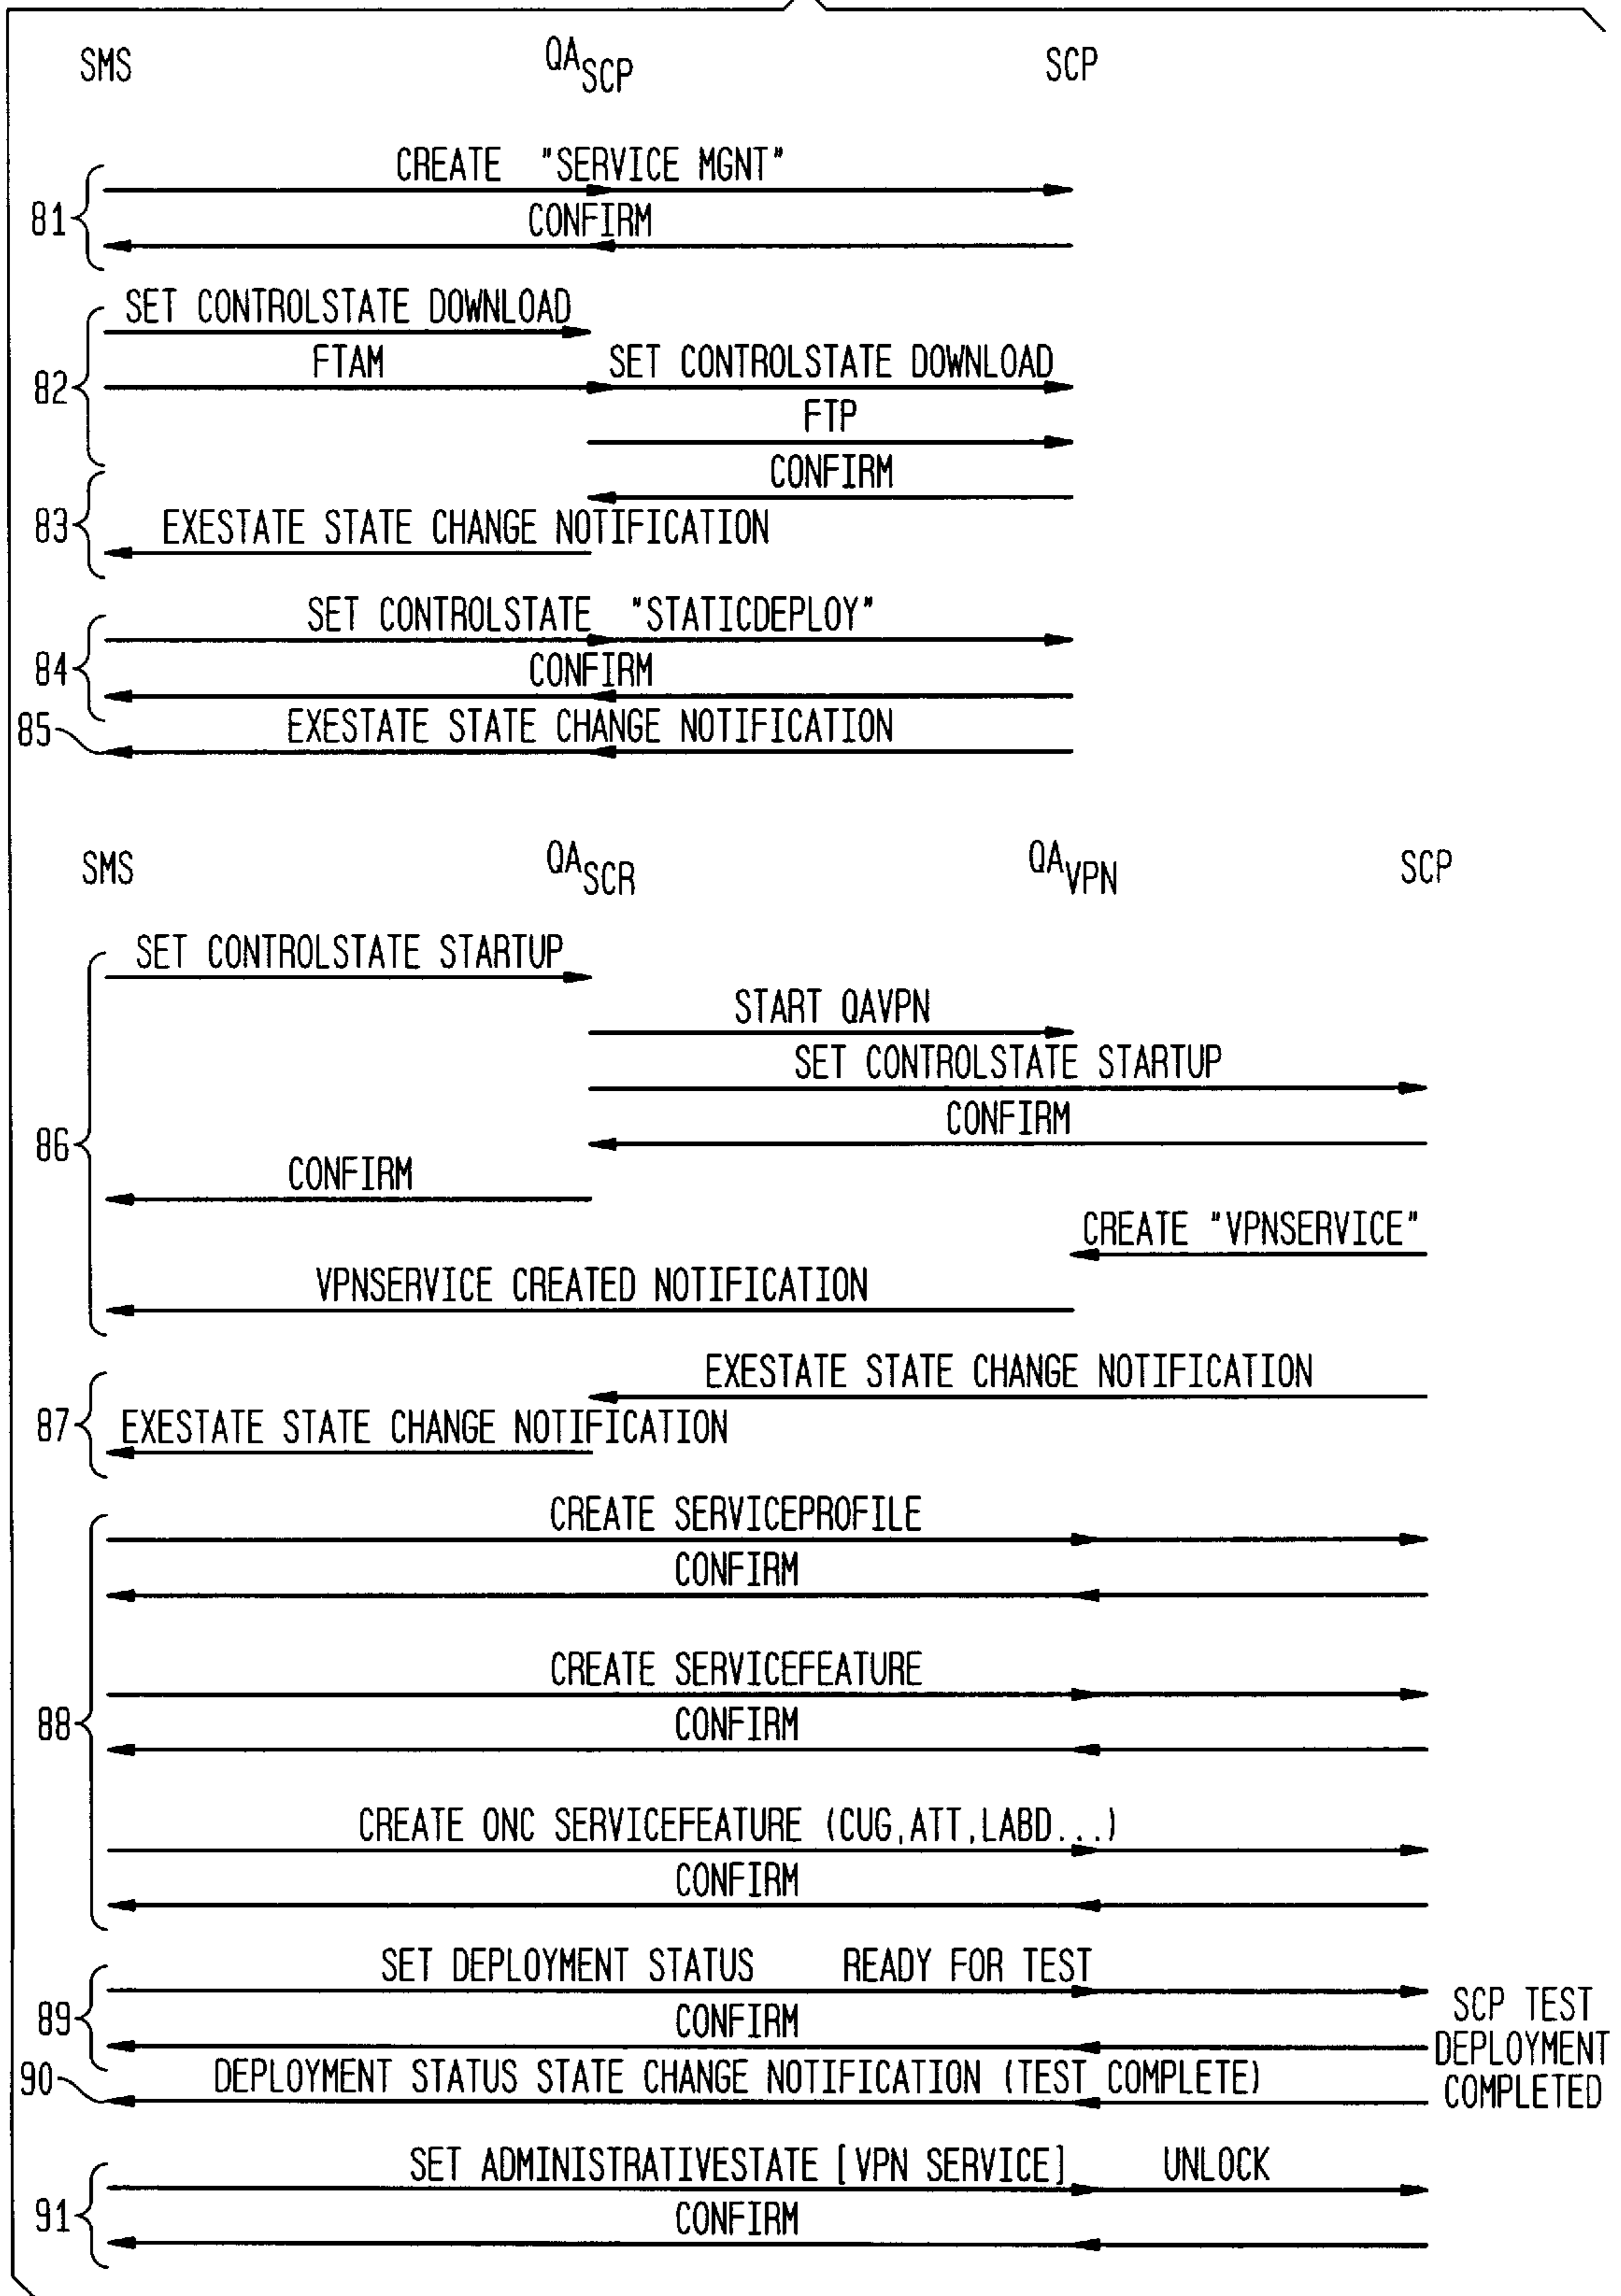 SMS QA SCP SCP
CREATE "SERVICE MGNT"
81
CONFIRM
SET CONTROLSTATE DOWNLOAD
82
FTAM SET CONTROLSTATE DOWNLOAD
FTP
CONFIRM
83
EXESTATE STATE CHANGE NOTIFICATION
SET CONTROLSTATE "STATICDEPLOY"
84
CONFIRM
85
EXESTATE STATE CHANGE NOTIFICATION
SMS QA SCR QA VPN SCP
SET CONTROLSTATE STARTUP
START QAVPN
SET CONTROLSTATE STARTUP
CONFIRM
86
CONFIRM
CREATE "VPNSERVICE"
VPNSERVICE CREATED NOTIFICATION
EXESTATE STATE CHANGE NOTIFICATION
87
EXESTATE STATE CHANGE NOTIFICATION
CREATE SERVICEPROFILE
CONFIRM
CREATE SERVICEFEATURE
88
CONFIRM
CREATE ONC SERVICEFEATURE (CUG,ATT,LABD...)
CONFIRM
SET DEPLOYMENT STATUS READY FOR TEST
89
CONFIRM
SCP TEST
DEPLOYMENT
COMPLETED
90
DEPLOYMENT STATUS STATE CHANGE NOTIFICATION (TEST COMPLETE)
SET ADMINISTRATIVESTATE [VPN SERVICE] UNLOCK
91
CONFIRM